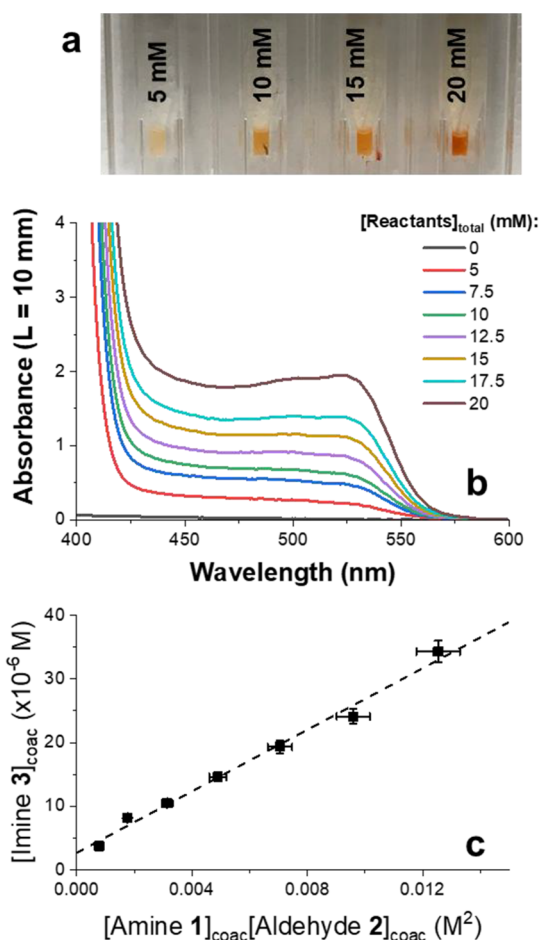 a
5 mM
10 mM
15 mM
20 mM
Absorbance (L = 10 mm)
4
3
2
1
0
[Reactants]total (mM):
0
5
7.5
10
12.5
15
17.5
20
b
400
450
500
550
600
Wavelength (nm)
[Imine 3]coac (x10-6 M)
40
30
20
10
0
c
0.000
0.004
0.008
0.012
[Amine 1]coac[Aldehyde 2]coac (M2)